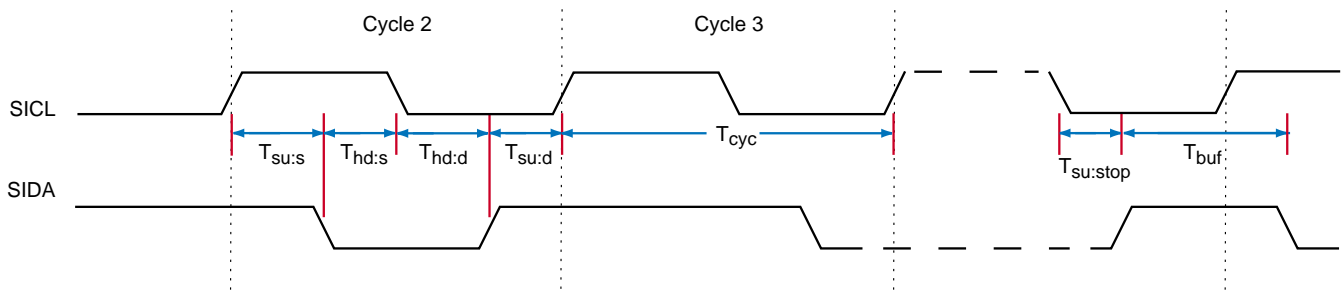 Cycle 2
Cycle 3
SICL
Tsu:s
Thd:s
Thd:d
Tsu:d
Tcyc
Tsu:stop
Tbuf
SIDA